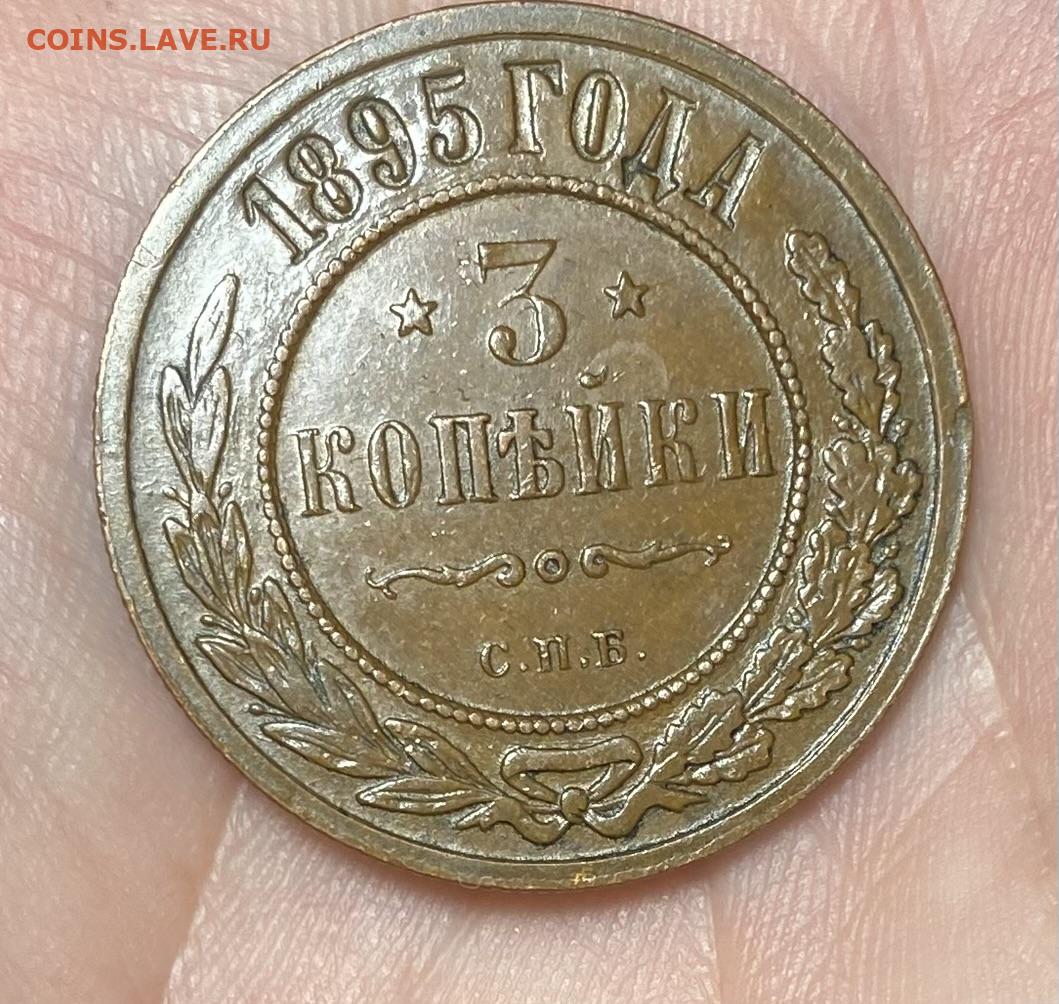 COINS.LAVE.RU
1895 ГОДА
3
КОПѢЙКИ
С.П.Б.